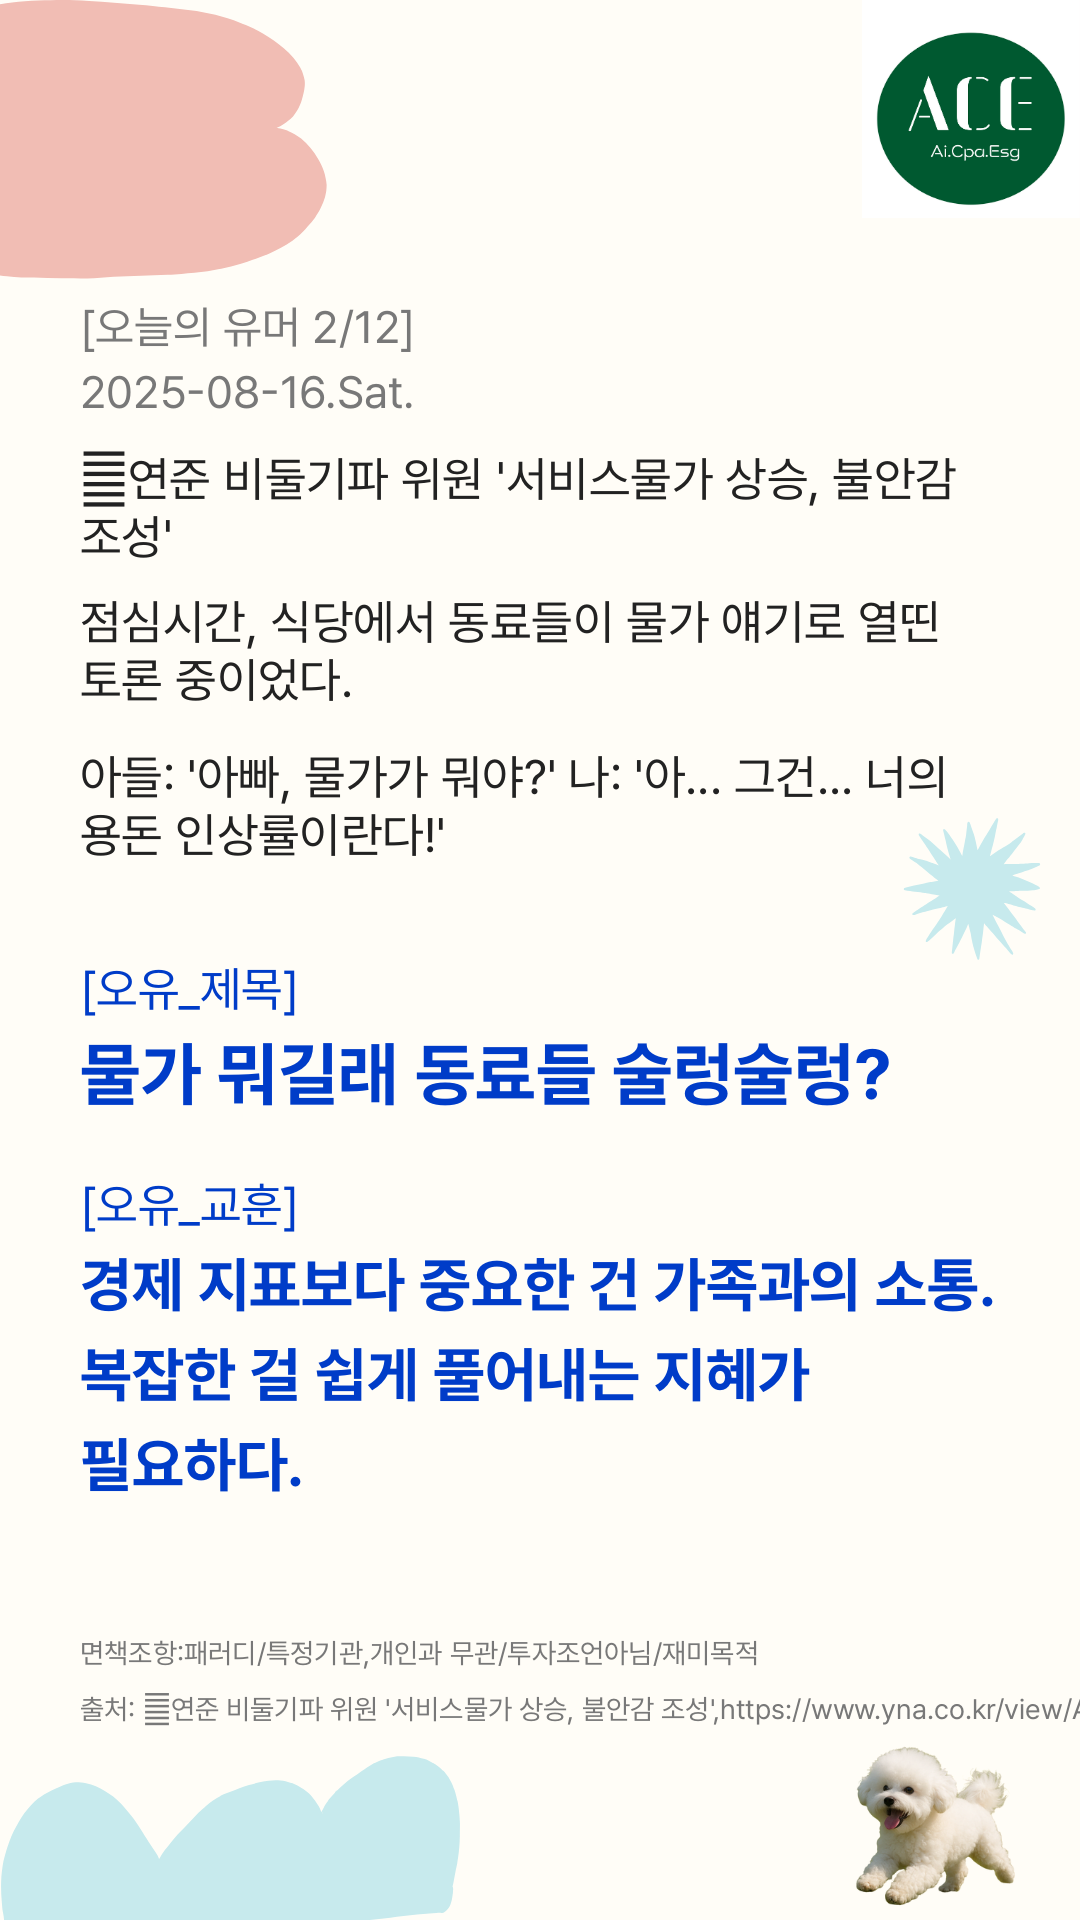 ACE
Ai.Cpa.Esg
[오늘의 유머 2/12]
2025-08-16.Sat.
연준 비둘기파 위원 '서비스물가 상승, 불안감
조성'
점심시간, 식당에서 동료들이 물가 얘기로 열띤
토론 중이었다.
아들: '아빠, 물가가 뭐야?' 나: '아... 그건... 너의
용돈 인상률이란다!'
[오유_제목]
물가 뭐길래 동료들 술렁술렁?
[오유_교훈]
경제 지표보다 중요한 건 가족과의 소통.
복잡한 걸 쉽게 풀어내는 지혜가
필요하다.
면책조항:패러디/특정기관,개인과 무관/투자조언아님/재미목적
출처: 연준 비둘기파 위원 '서비스물가 상승, 불안감 조성',https://www.yna.co.kr/view/